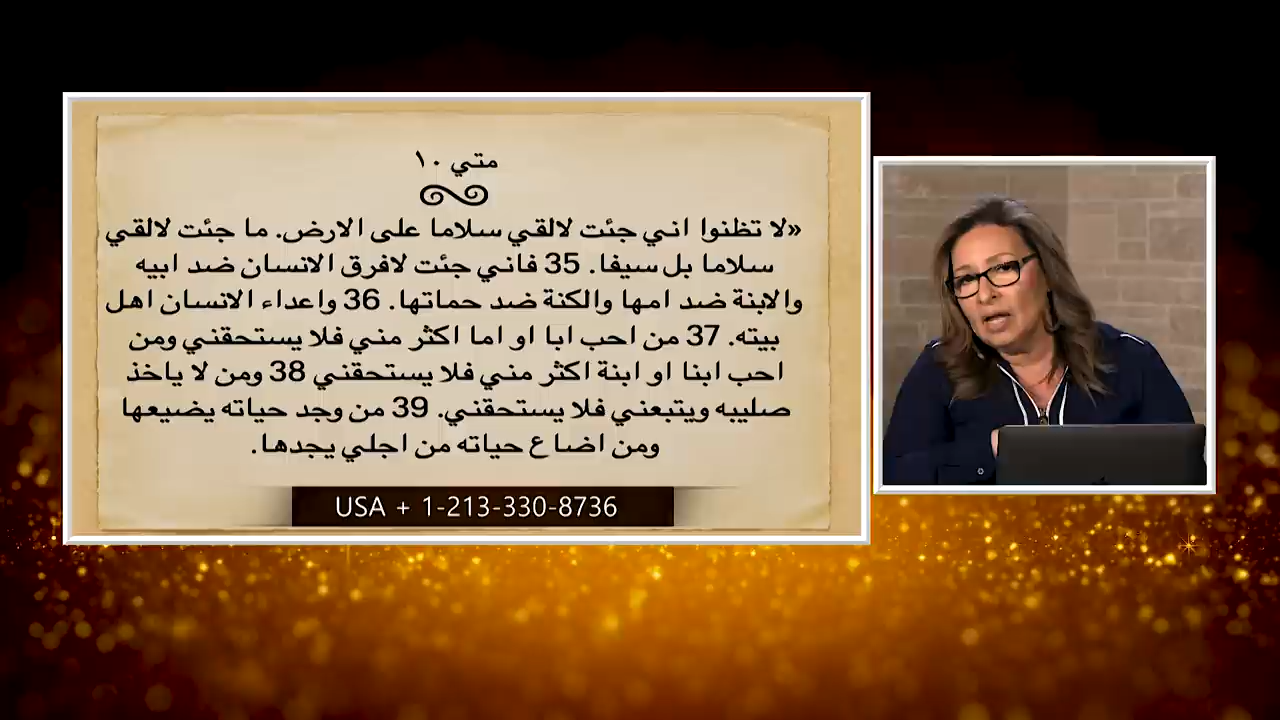 متي ١٠
«لا تظنوا اني جئت لالقي سلاما على الارض. ما جئت لالقي
سلاما بل سيفا. 35 فاني جئت لافرق الانسان ضد ابيه
والابنة ضد امها والكنة ضد حماتها. 36 واعداء الانسان اهل
بيته. 37 من احب ابا او اما اكثر مني فلا يستحقني ومن
احب ابنا او ابنة اكثر مني فلا يستحقني 38 ومن لا ياخذ
صليبه ويتبعني فلا يستحقني. 39 من وجد حياته يضيعها
ومن اضاع حياته من اجلي يجدها.
USA + 1-213-330-8736